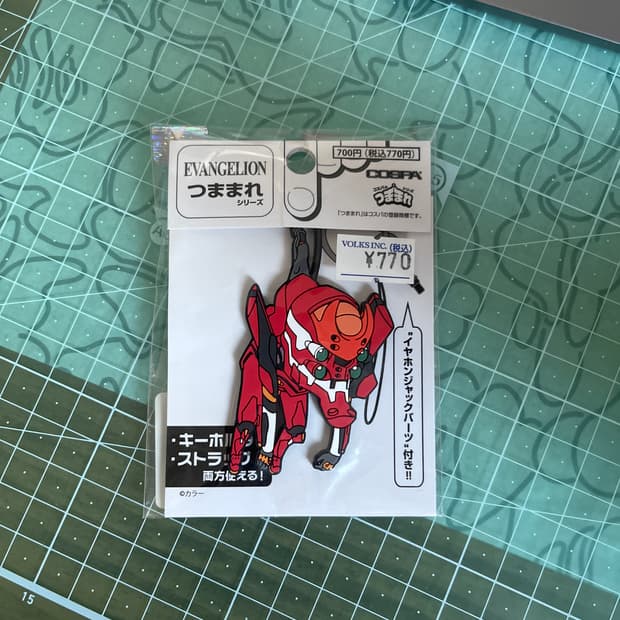 EVANGELION
つままれ
シリーズ
700円(税込770円)
COSPA
つままれ
「つままれ」はコスパの登録商標です。
VOLKS INC. (税込)
¥770
"イヤホンジャックパーツ"付き!!
・キーホル
・ストラップ
両方使える!
©カラー
15